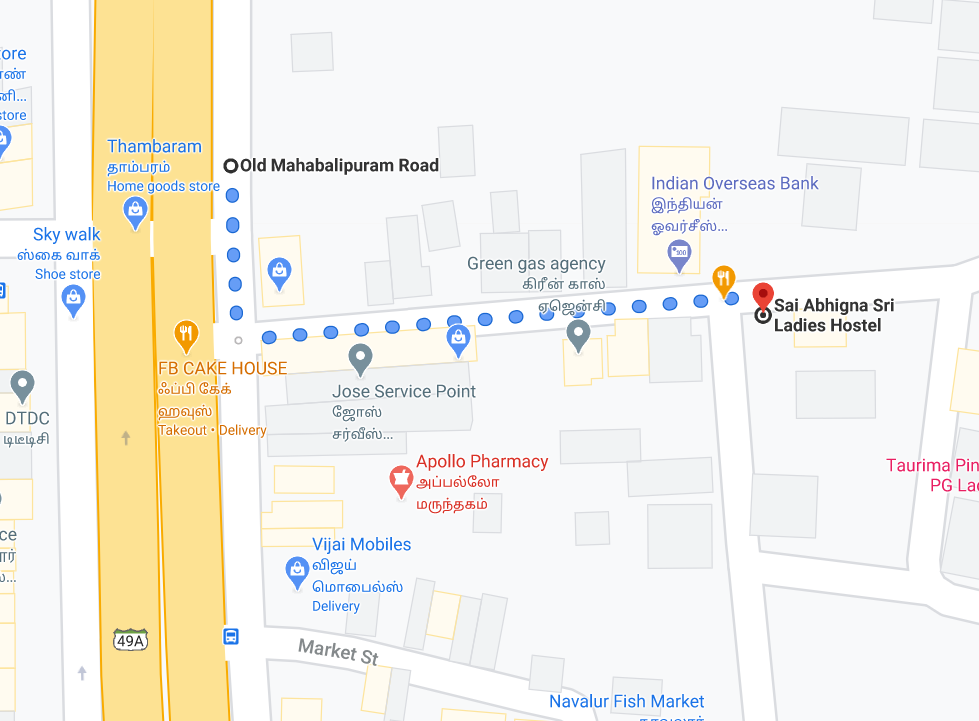 ore
store
Thambaram
தாம்பரம்
Home goods store
Old Mahabalipuram Road
Indian Overseas Bank
இந்தியன்
ஓவர்சீஸ்...
Sky walk
ஸ்கை வாக்
Shoe store
Green gas agency
கிரீன் காஸ்
ஏஜென்சி
Sai Abhigna Sri
Ladies Hostel
FB CAKE HOUSE
ஃப்பி கேக்
ஹவுஸ்
Takeout • Delivery
Jose Service Point
ஜோஸ்
சர்வீஸ்...
DTDC
டிடீடிசி
Apollo Pharmacy
அப்பல்லோ
மருந்தகம்
Taurima Pin
PG Lad
Vijai Mobiles
விஜய்
மொபைல்ஸ்
Delivery
49A
Market St
Navalur Fish Market